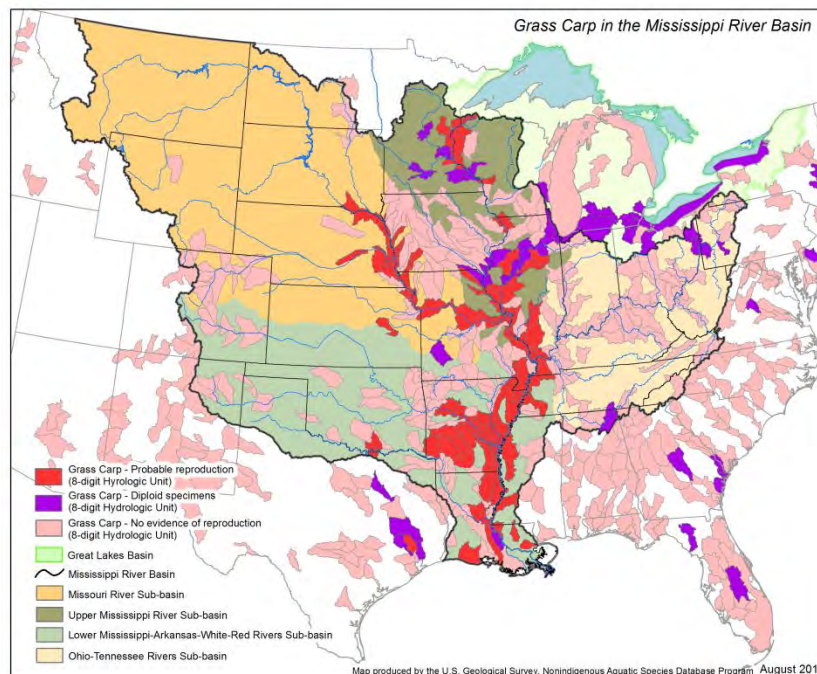 Grass Carp in the Mississippi River Basin
Grass Carp - Probable reproduction
(8-digit Hyrologic Unit)
Grass Carp - Diploid specimens
(8-digit Hydrologic Unit)
Grass Carp - No evidence of reproduction
(8-digit Hydrologic Unit)
Great Lakes Basin
Mississippi River Basin
Missouri River Sub-basin
Upper Mississippi River Sub-basin
Lower Mississippi-Arkansas-White-Red Rivers Sub-basin
Ohio-Tennessee Rivers Sub-basin
Map produced by the U.S. Geological Survey, Nonindigenous Aquatic Species Database Program August 201